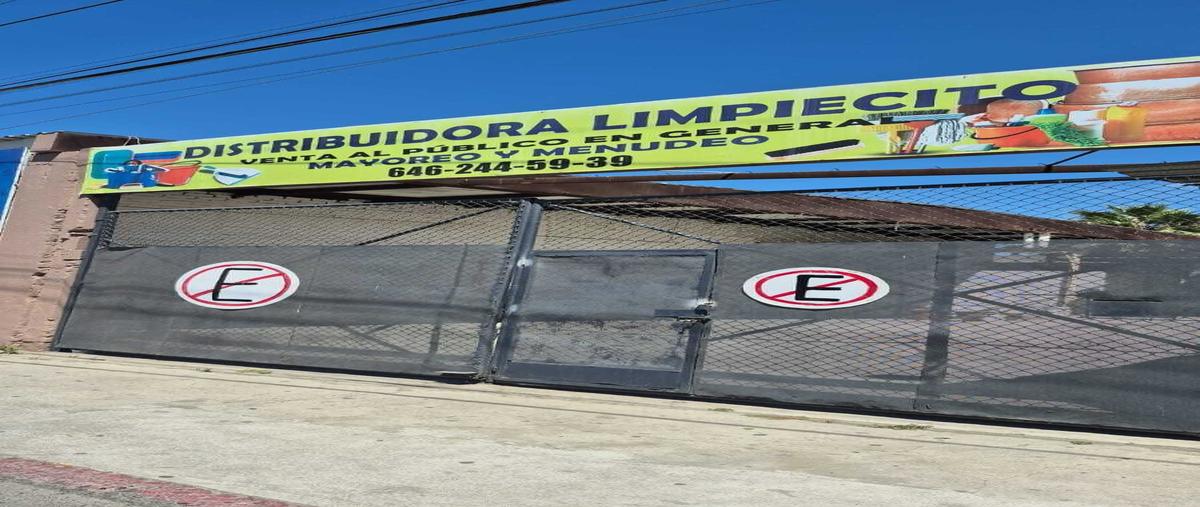 DISTRIBUIDORA LIMPIECITO
VENTA AL PÚBLICO EN GENERAL
MAYOREO Y MENUDEO
646-244-59-39
E
E